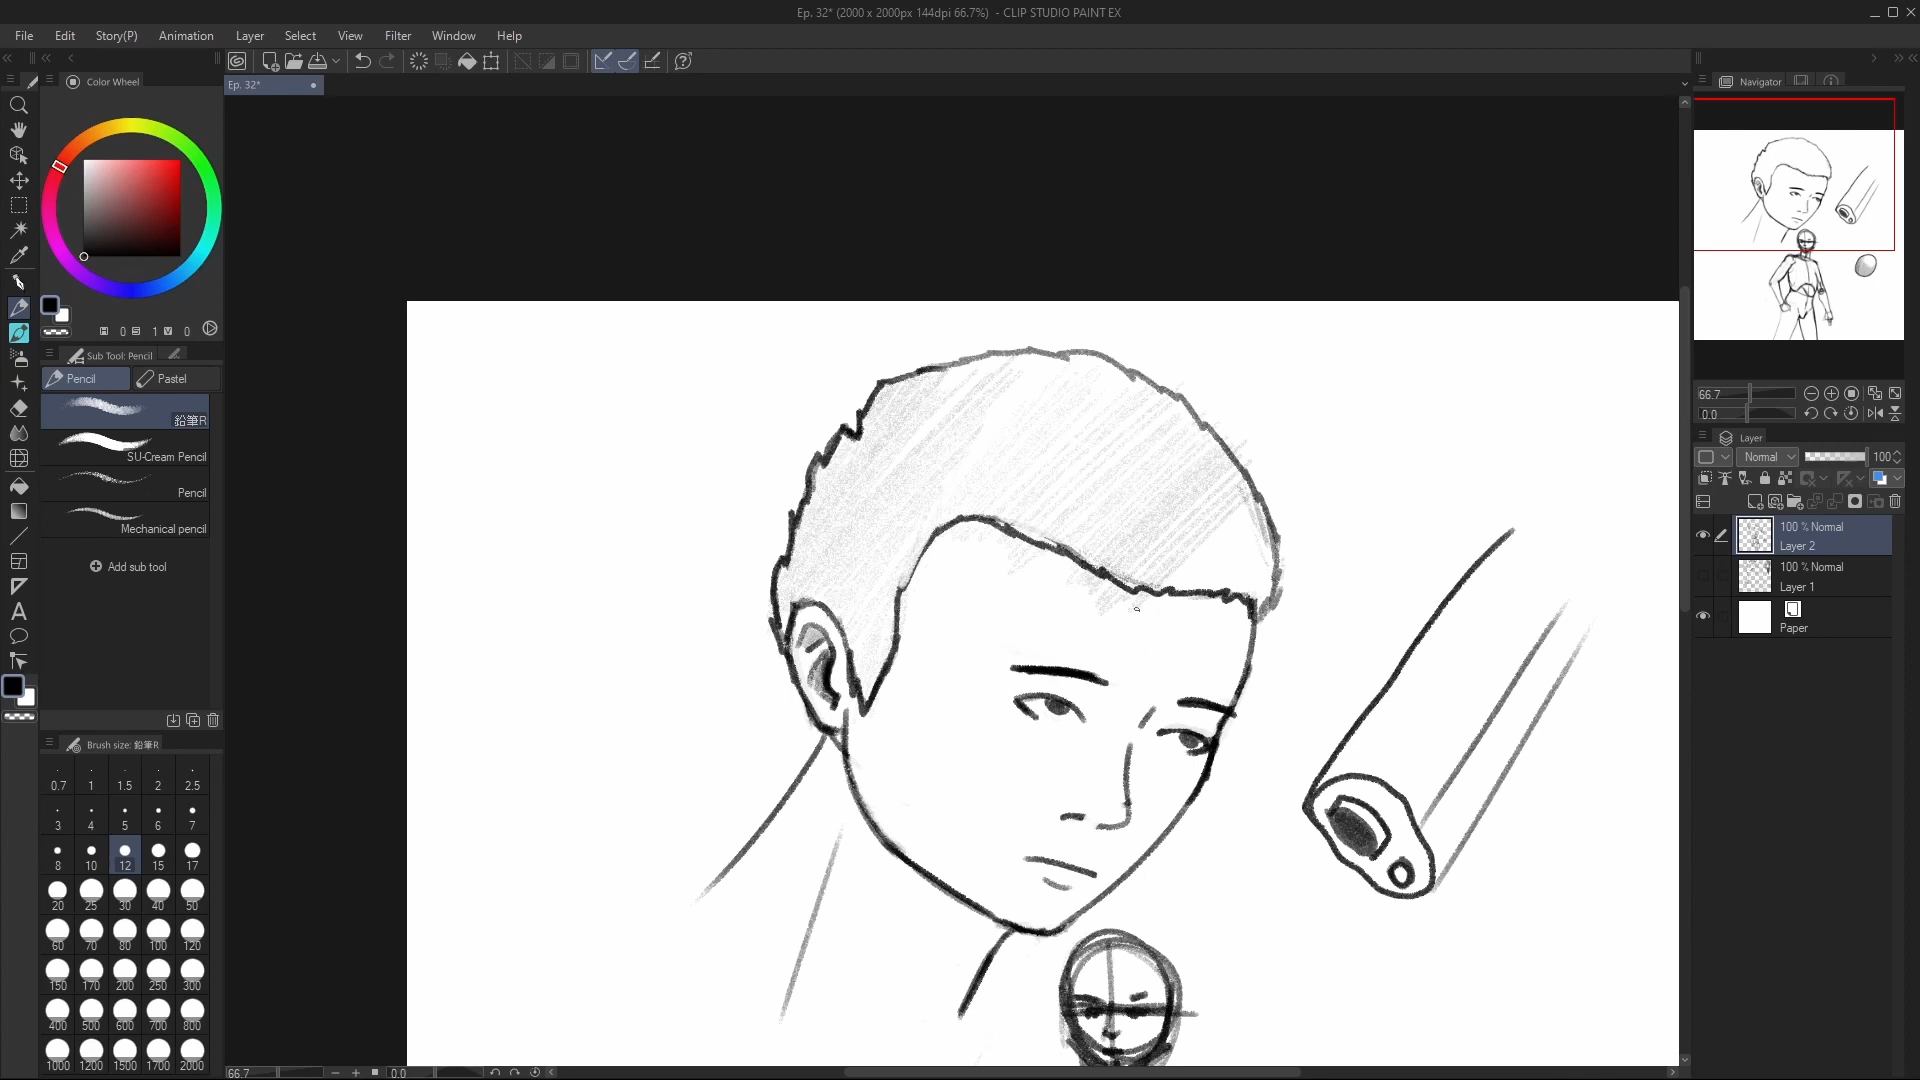 Ep. 32* (2000 x 2000px 144dpi 66.7%) - CLIP STUDIO PAINT EX
File Edit Story(P) Animation Layer Select View Filter Window Help
Color Wheel
Ep. 32*
Navigator
0 1 0
Sub Tool: Pencil
Pencil Pastel
鉛筆R
SU-Cream Pencil
Pencil
Mechanical pencil
Add sub tool
Brush size: 鉛筆R
0.7 1 1.5 2 2.5
3 4 5 6 7
8 10 12 15 17
20 25 30 40 50
60 70 80 100 120
150 170 200 250 300
400 500 600 700 800
1000 1200 1500 1700 2000
66.7 0.0
66.7
0.0
Layer
Normal 100
100 % Normal
Layer 2
100 % Normal
Layer 1
Paper